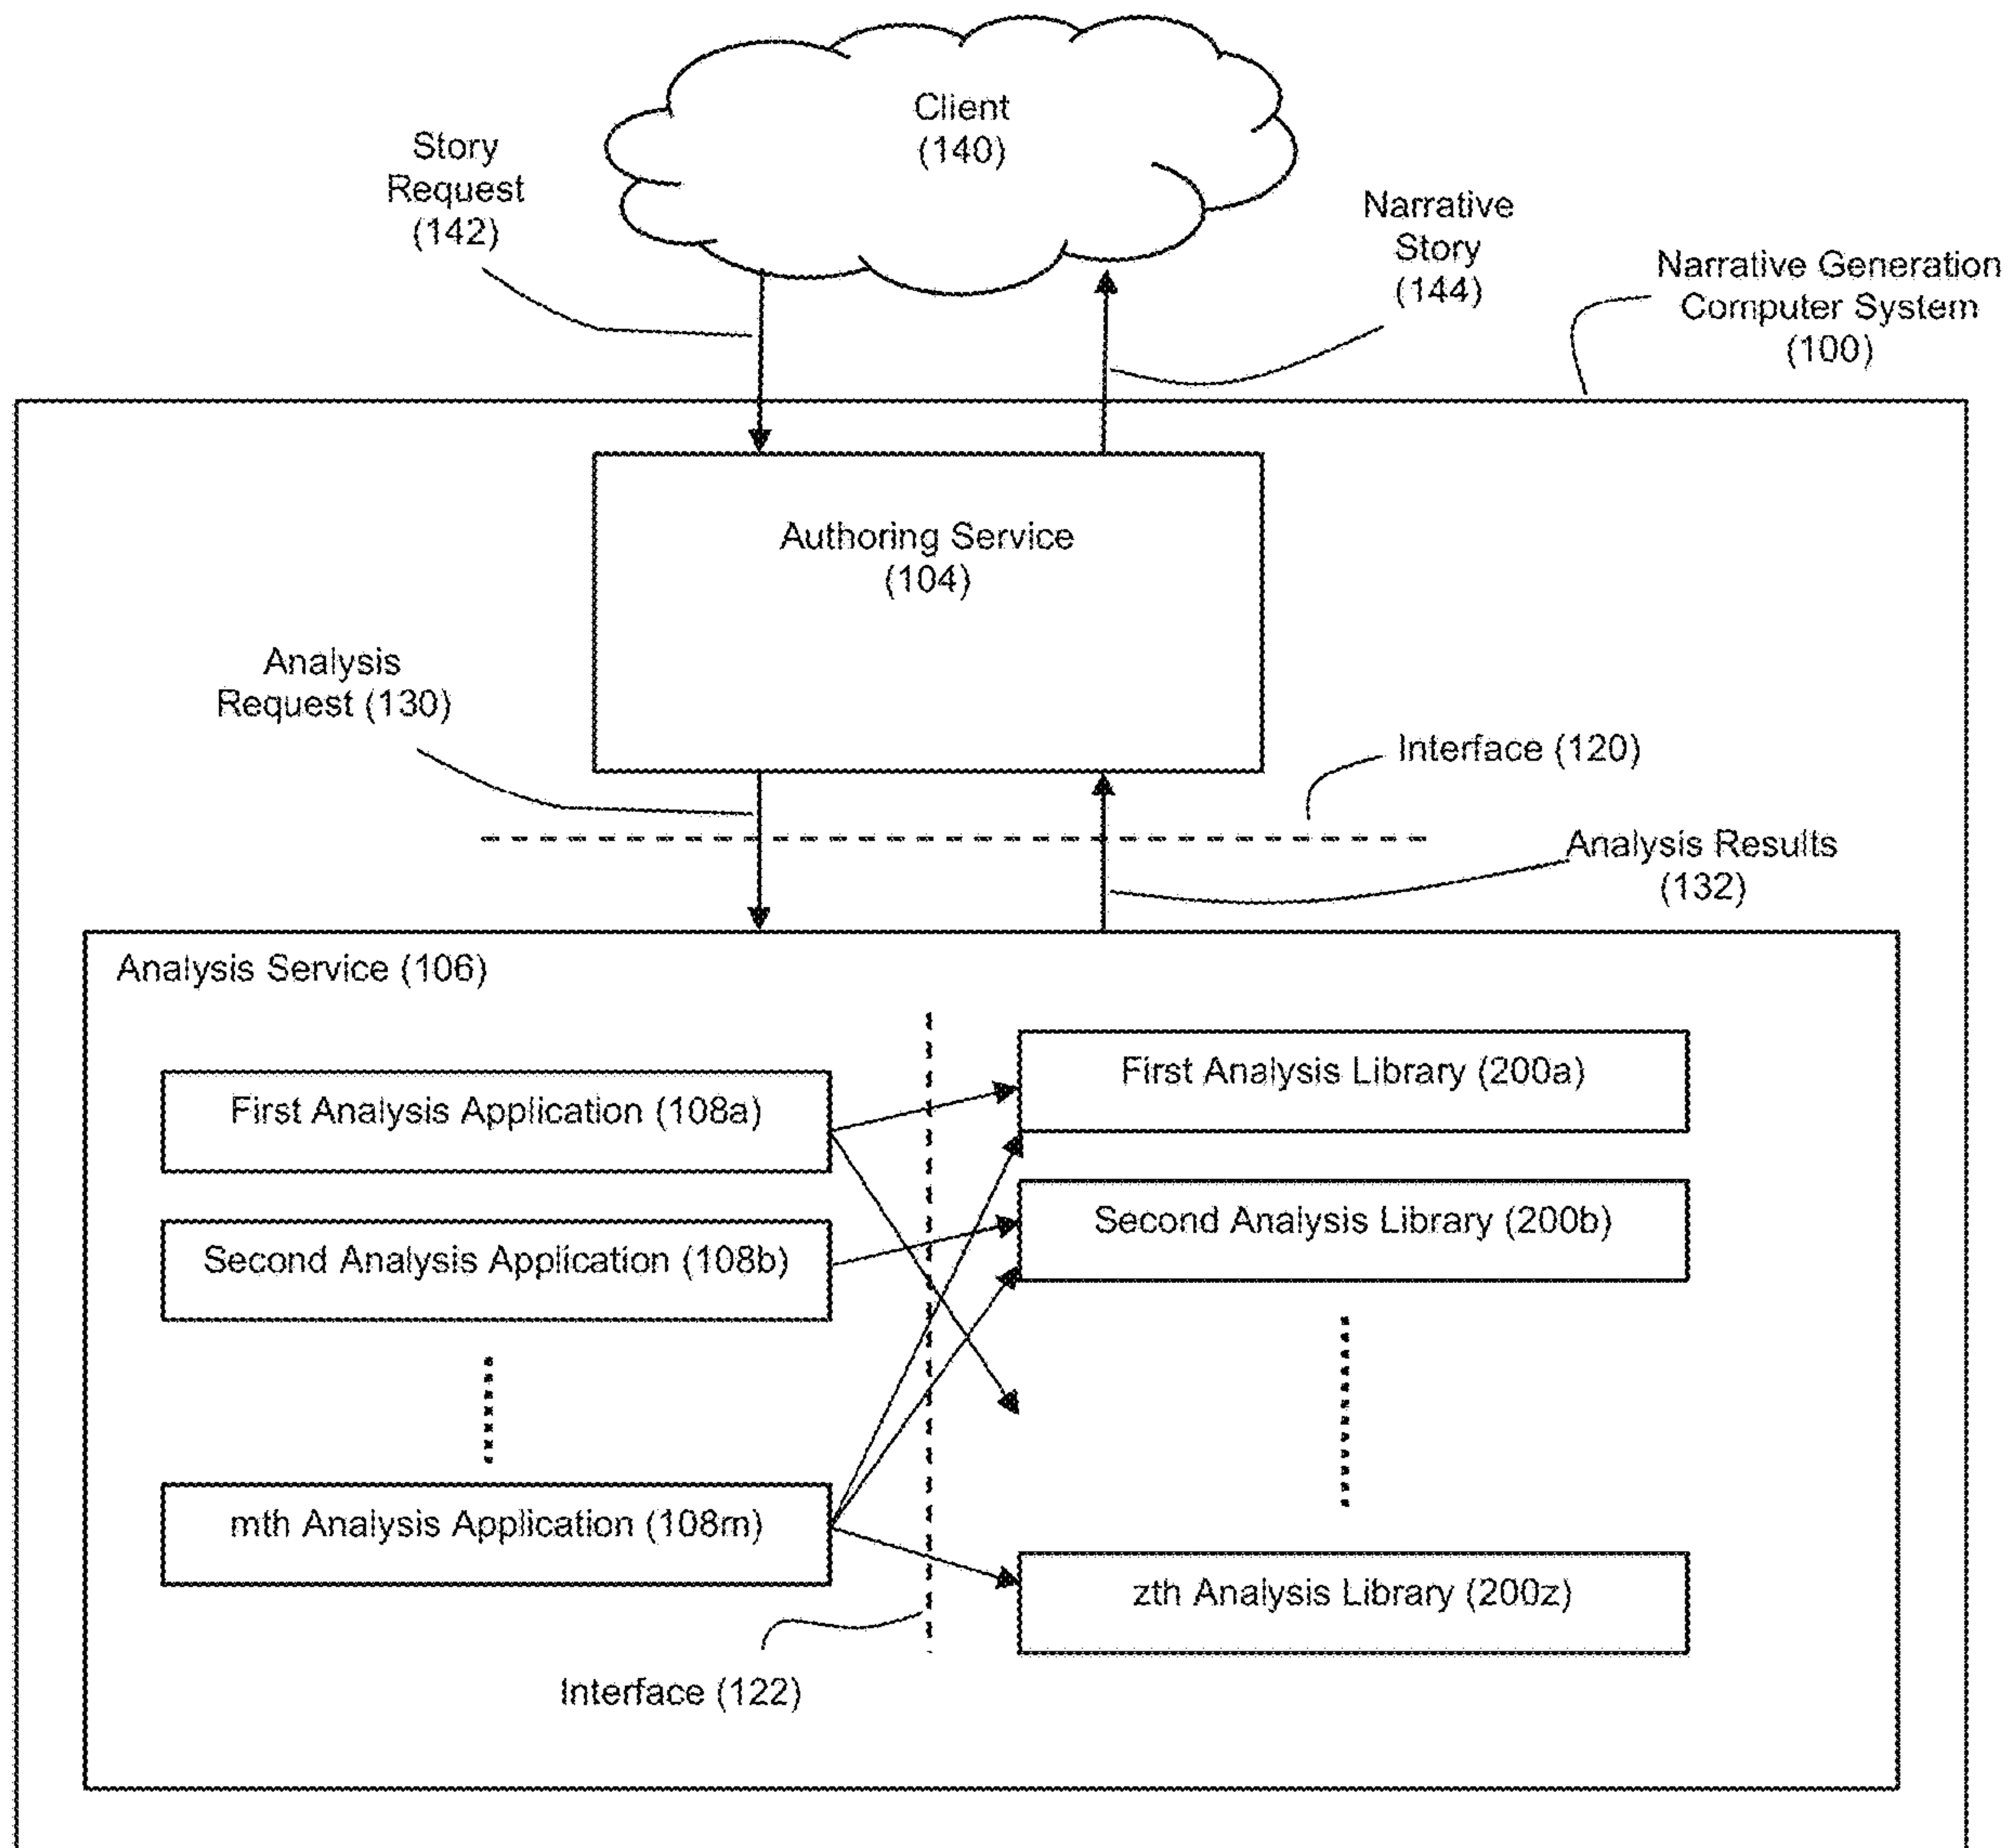 Client
(140)
Story
Request
(142)
Narrative
Story
(144)
Narrative Generation
Computer System
(100)
Authoring Service
(104)
Analysis
Request (130)
Interface (120)
Analysis Results
(132)
Analysis Service (106)
First Analysis Application (108a)
First Analysis Library (200a)
Second Analysis Application (108b)
Second Analysis Library (200b)
mth Analysis Application (108m)
zth Analysis Library (200z)
Interface (122)